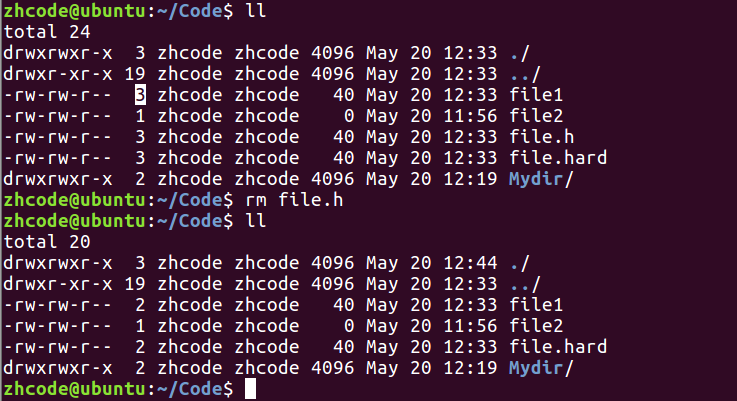 zhcode@ubuntu:~/Code$ ll
total 24
drwxrwxr-x  3 zhcode zhcode 4096 May 20 12:33 ./
drwxr-xr-x 19 zhcode zhcode 4096 May 20 12:33 ../
-rw-rw-r--  3 zhcode zhcode   40 May 20 12:33 file1
-rw-rw-r--  1 zhcode zhcode    0 May 20 11:56 file2
-rw-rw-r--  3 zhcode zhcode   40 May 20 12:33 file.h
-rw-rw-r--  3 zhcode zhcode   40 May 20 12:33 file.hard
drwxrwxr-x  2 zhcode zhcode 4096 May 20 12:19 Mydir/
zhcode@ubuntu:~/Code$ rm file.h
zhcode@ubuntu:~/Code$ ll
total 20
drwxrwxr-x  3 zhcode zhcode 4096 May 20 12:44 ./
drwxr-xr-x 19 zhcode zhcode 4096 May 20 12:33 ../
-rw-rw-r--  2 zhcode zhcode   40 May 20 12:33 file1
-rw-rw-r--  1 zhcode zhcode    0 May 20 11:56 file2
-rw-rw-r--  2 zhcode zhcode   40 May 20 12:33 file.hard
drwxrwxr-x  2 zhcode zhcode 4096 May 20 12:19 Mydir/
zhcode@ubuntu:~/Code$